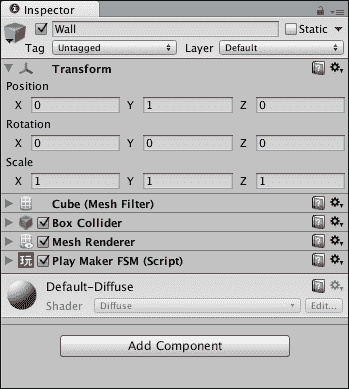 Inspector
Wall Static
Tag Untagged Layer Default
Transform
Position
X 0 Y 1 Z 0
Rotation
X 0 Y 0 Z 0
Scale
X 1 Y 1 Z 1
Cube (Mesh Filter)
Box Collider
Mesh Renderer
玩 Play Maker FSM (Script)
Default-Diffuse
Shader Diffuse Edit...
Add Component